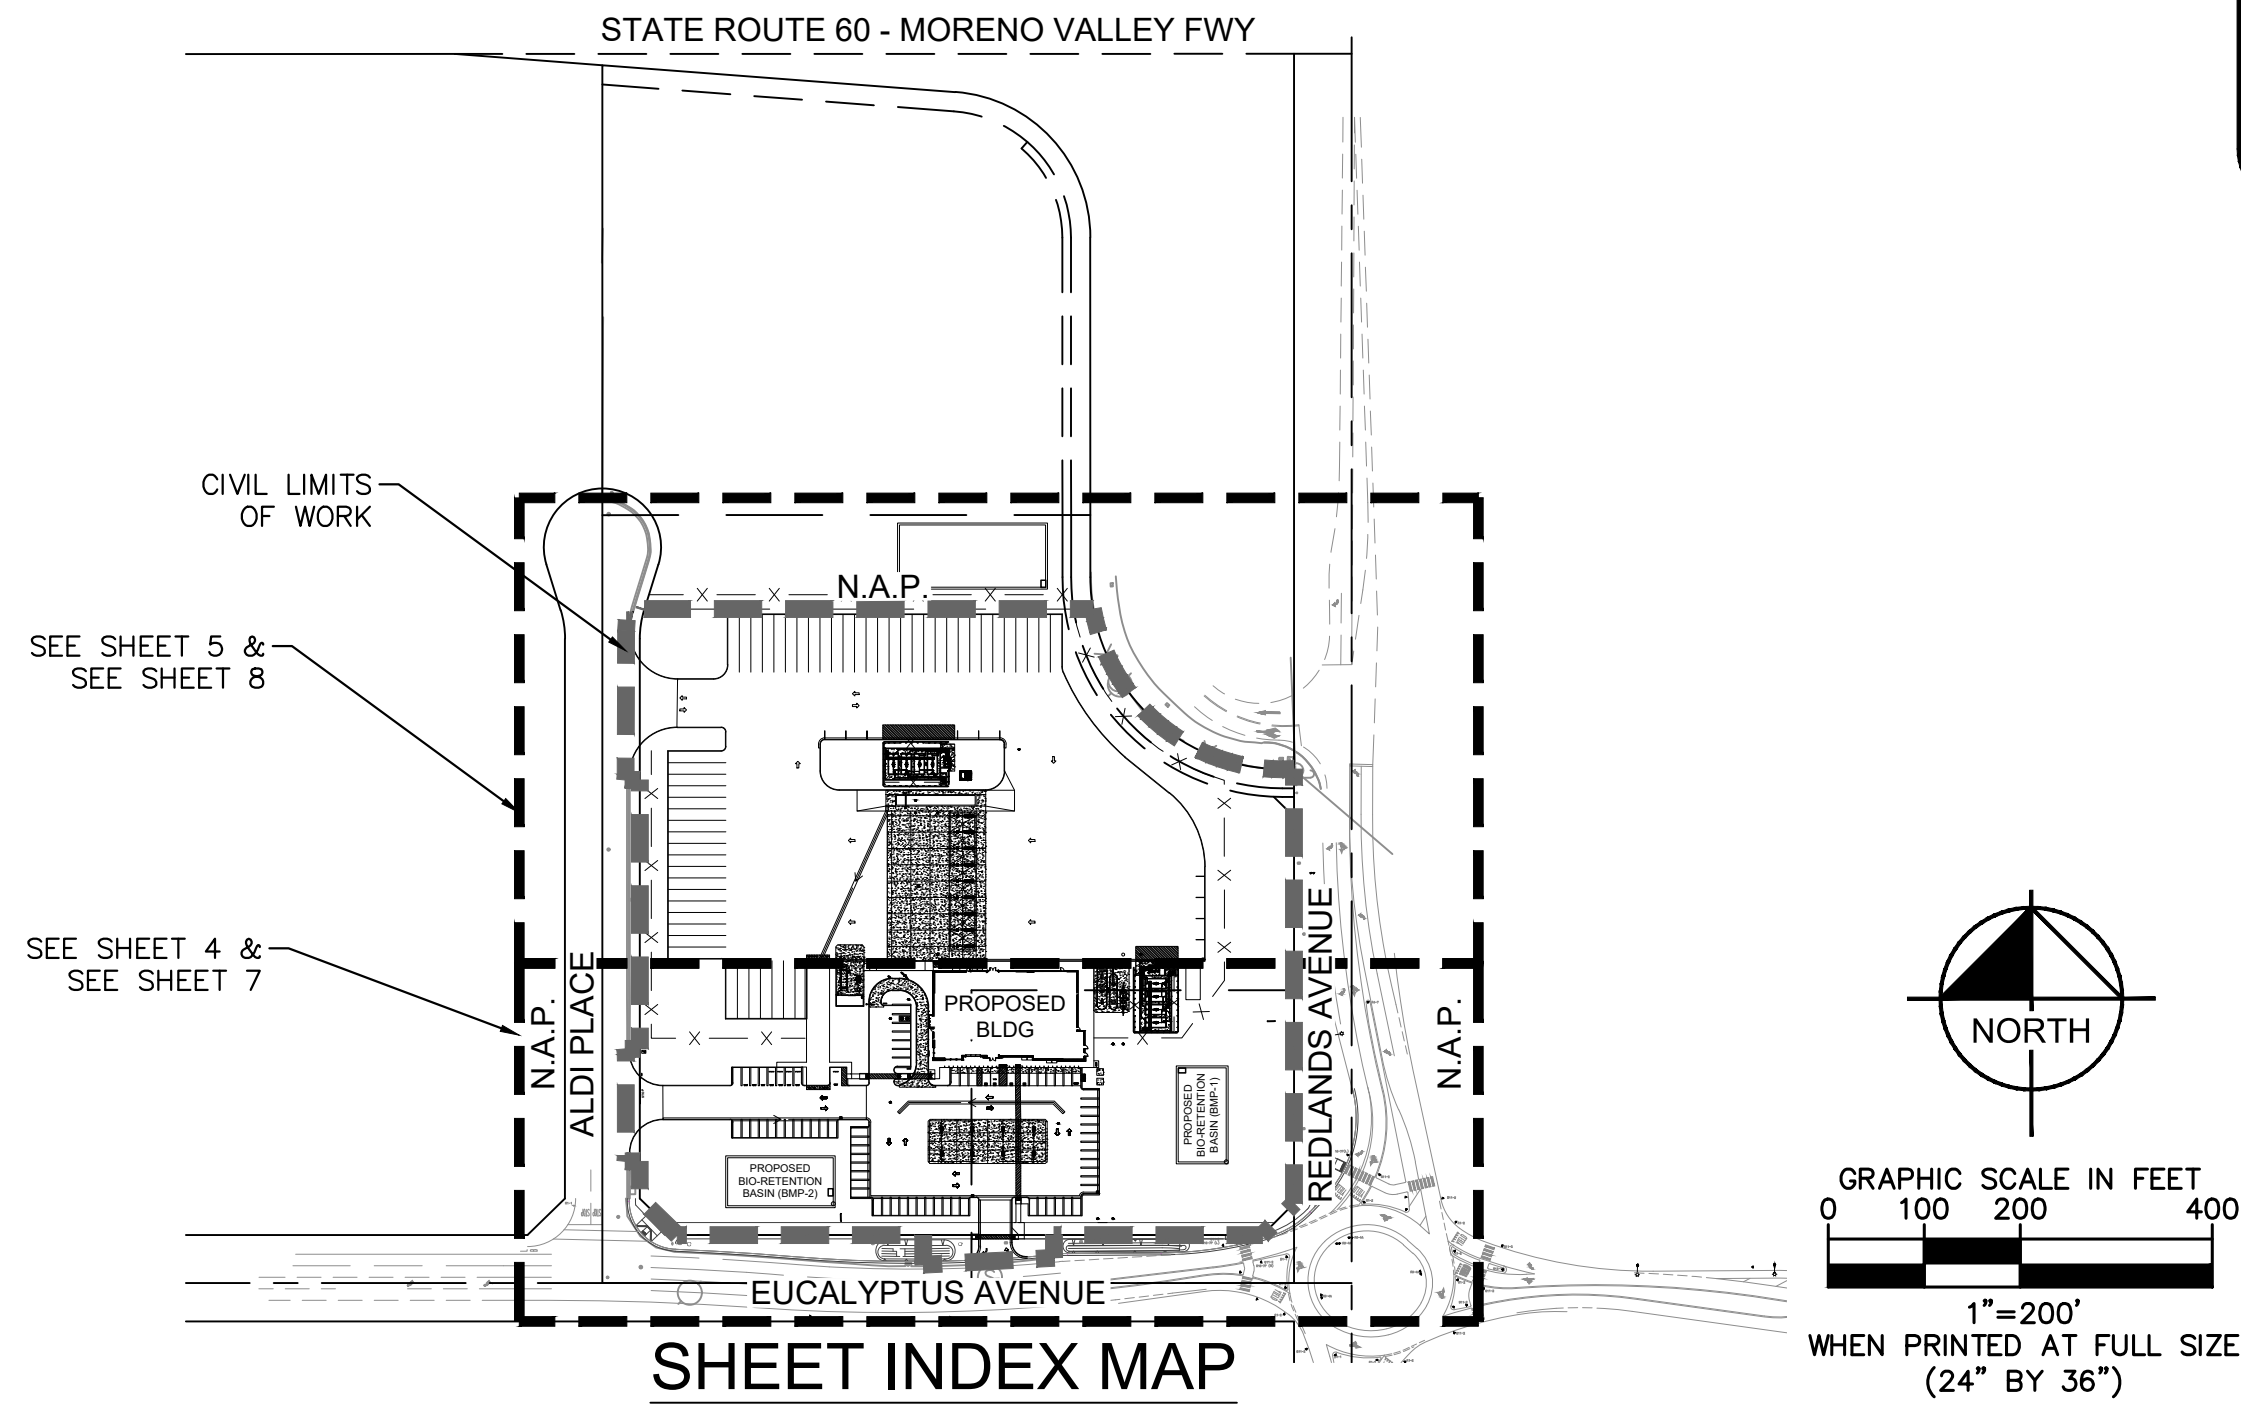 STATE ROUTE 60 - MORENO VALLEY FWY
CIVIL LIMITS
OF WORK
N.A.P.
SEE SHEET 5 &
SEE SHEET 8
SEE SHEET 4 &
SEE SHEET 7
N.A.P.
ALDI PLACE
PROPOSED
BLDG
REDLANDS AVENUE
N.A.P.
PROPOSED
BIO-RETENTION
BASIN (BMP-1)
PROPOSED
BIO-RETENTION
BASIN (BMP-2)
EUCALYPTUS AVENUE
SHEET INDEX MAP
NORTH
GRAPHIC SCALE IN FEET
0 100 200 400
1"=200'
WHEN PRINTED AT FULL SIZE
(24" BY 36")